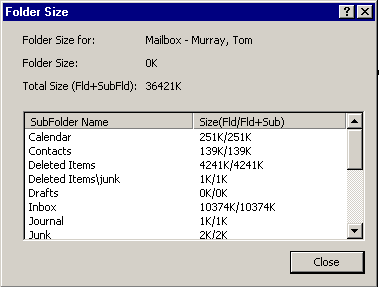 Folder Size
Folder Size for: Mailbox - Murray, Tom
Folder Size: 0K
Total Size (Fld+SubFld): 36421K
SubFolder Name Size(Fld/Fld+Sub)
Calendar 251K/251K
Contacts 139K/139K
Deleted Items 4241K/4241K
Deleted Items\junk 1K/1K
Drafts 0K/0K
Inbox 10374K/10374K
Journal 1K/1K
Junk 2K/2K
Close